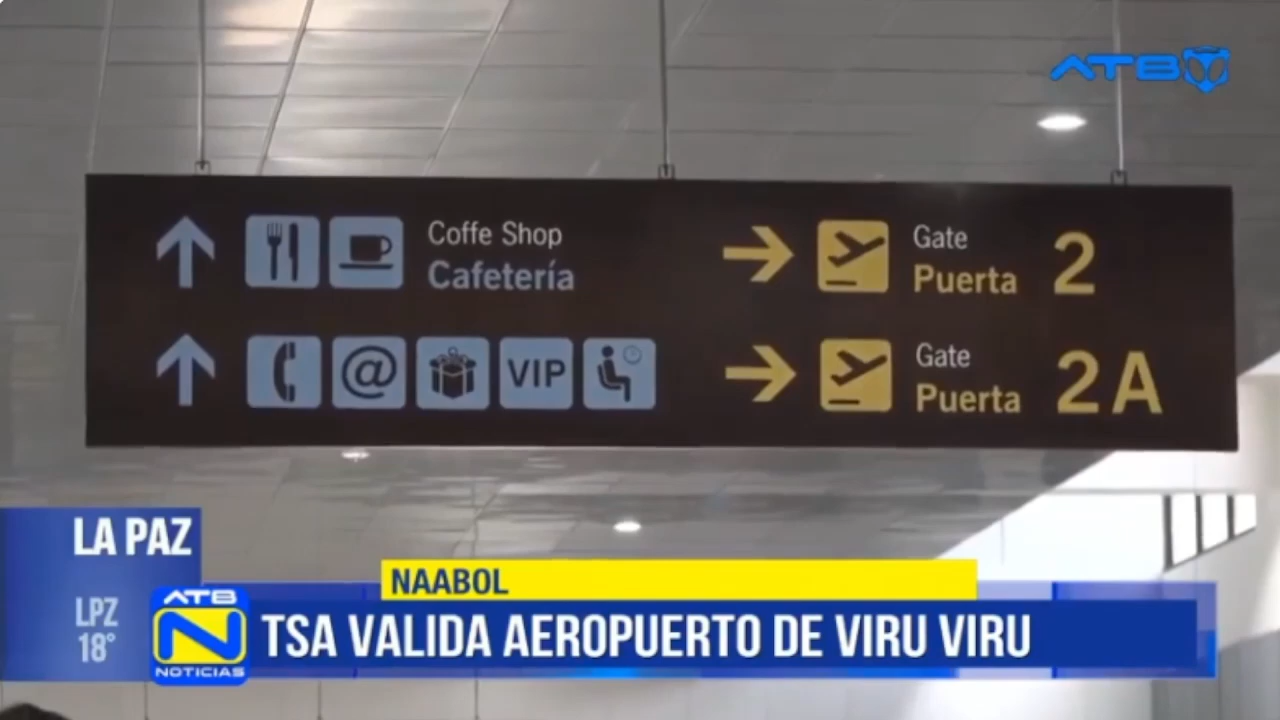 ATB
Coffe Shop
Cafetería
Gate
Puerta 2
@ VIP
Gate
Puerta 2A
LA PAZ
LPZ
18°
NAABOL
ATB
N
NOTICIAS
TSA VALIDA AEROPUERTO DE VIRU VIRU